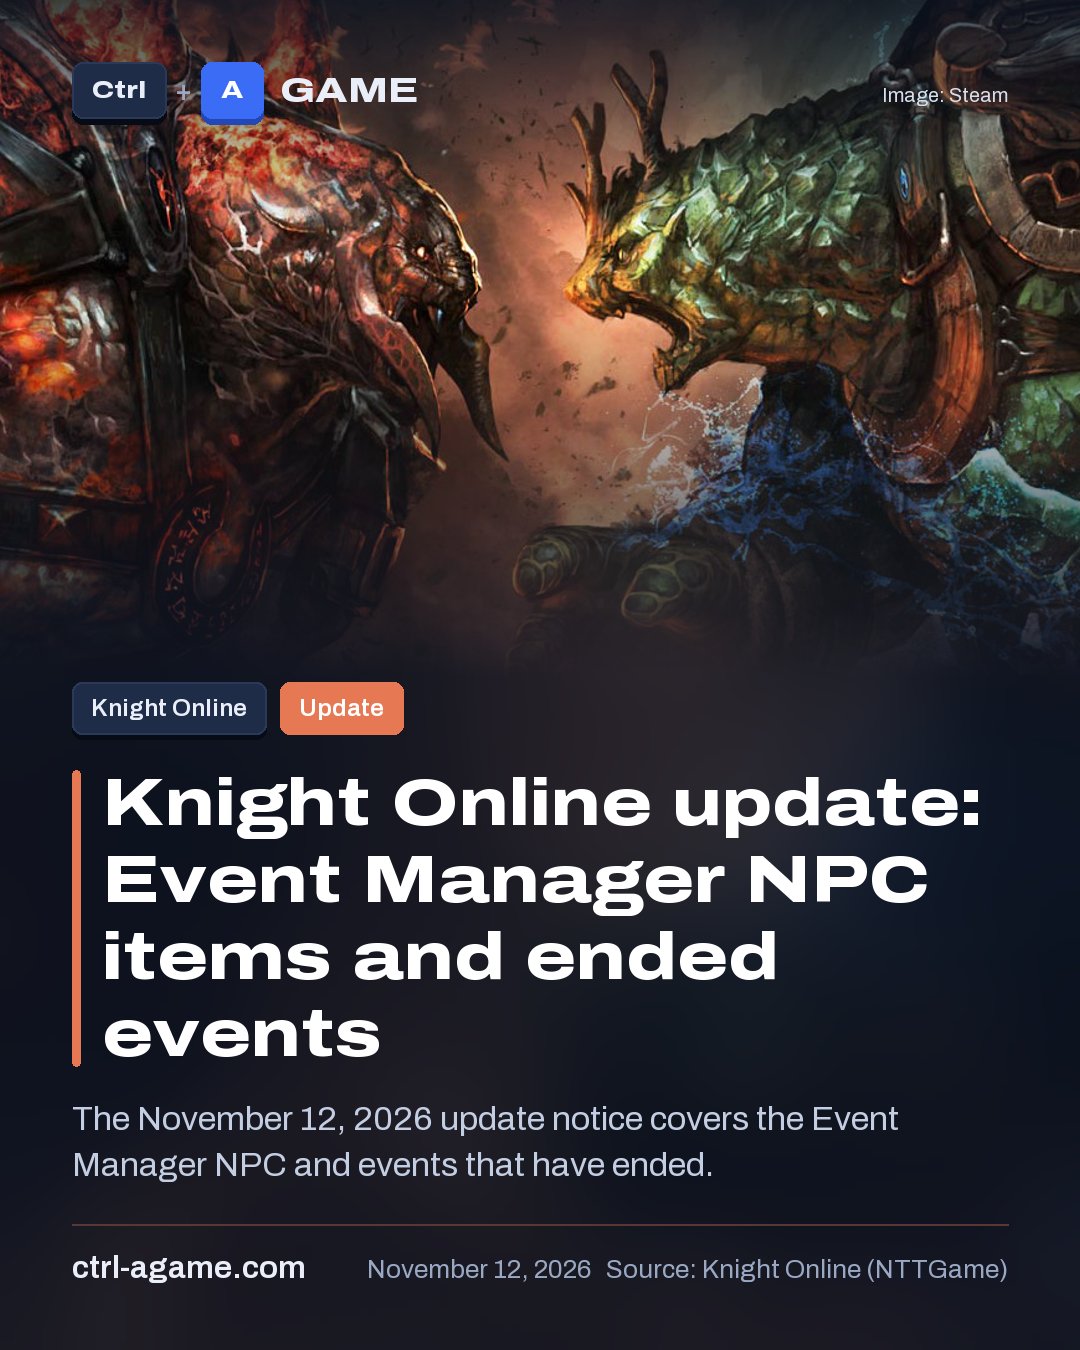 Ctrl + A GAME
Image: Steam
Knight Online
Update
Knight Online update:
Event Manager NPC
items and ended
events
The November 12, 2026 update notice covers the Event
Manager NPC and events that have ended.
ctrl-agame.com
November 12, 2026 Source: Knight Online (NTTGame)